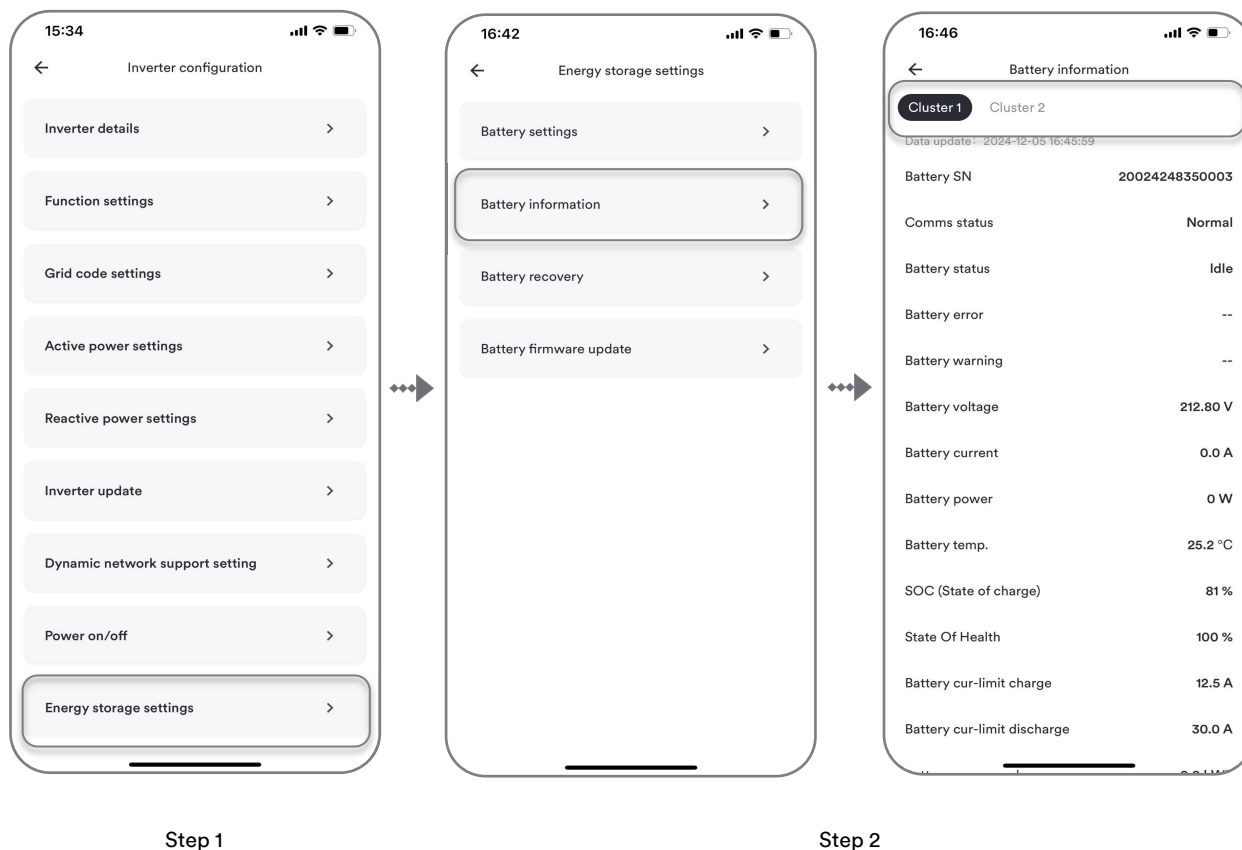 15:34
Inverter configuration
Inverter details
Function settings
Grid code settings
Active power settings
Reactive power settings
Inverter update
Dynamic network support setting
Power on/off
Energy storage settings
16:42
Energy storage settings
Battery settings
Battery information
Battery recovery
Battery firmware update
16:46
Battery information
Cluster 1 Cluster 2
Data update: 2024-12-05 16:45:59
Battery SN 20024248350003
Comms status Normal
Battery status Idle
Battery error --
Battery warning --
Battery voltage 212.80 V
Battery current 0.0 A
Battery power 0 W
Battery temp. 25.2 °C
SOC (State of charge) 81 %
State Of Health 100 %
Battery cur-limit charge 12.5 A
Battery cur-limit discharge 30.0 A
Step 1
Step 2